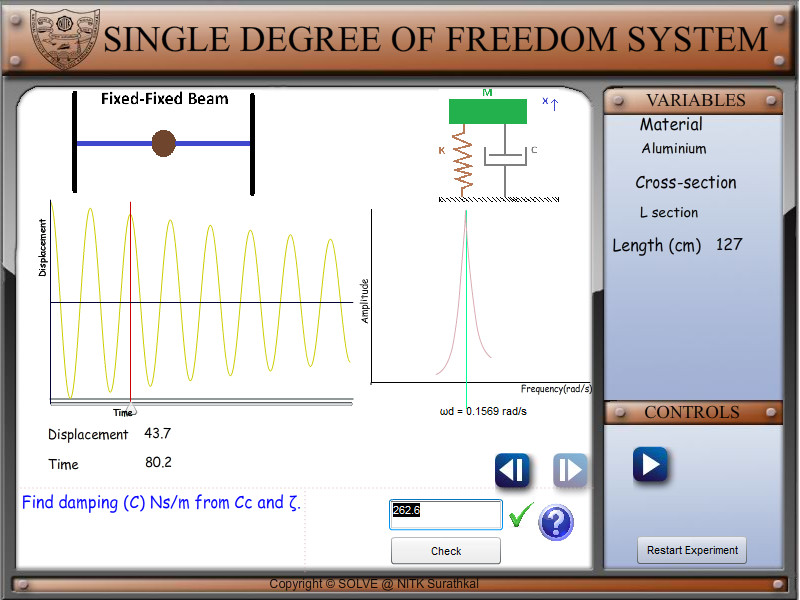 SINGLE DEGREE OF FREEDOM SYSTEM
Fixed-Fixed Beam
M
X
K
C
Displacement
Time
Amplitude
Frequency(rad/s)
ωd = 0.1569 rad/s
Displacement 43.7
Time 80.2
Find damping (C) Ns/m from Cc and ζ.
262.6
?
Check
VARIABLES
Material
Aluminium
Cross-section
L section
Length (cm) 127
CONTROLS
Restart Experiment
Copyright © SOLVE @ NITK Surathkal